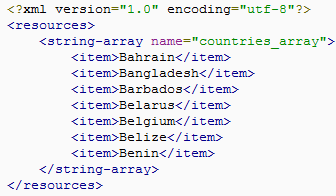 <?xml version="1.0" encoding="utf-8"?>
<resources>
    <string-array name="countries_array">
        <item>Bahrain</item>
        <item>Bangladesh</item>
        <item>Barbados</item>
        <item>Belarus</item>
        <item>Belgium</item>
        <item>Belize</item>
        <item>Benin</item>
    </string-array>
</resources>